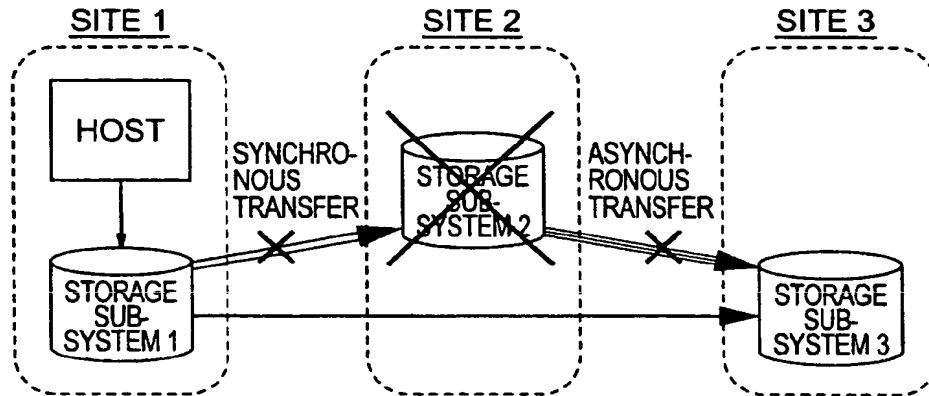 SITE 1
SITE 2
SITE 3
HOST
SYNCHRO-
NOUS
TRANSFER
STORAGE
SUB-
SYSTEM 2
ASYNCH-
RONOUS
TRANSFER
STORAGE
SUB-
SYSTEM 1
STORAGE
SUB-
SYSTEM 3